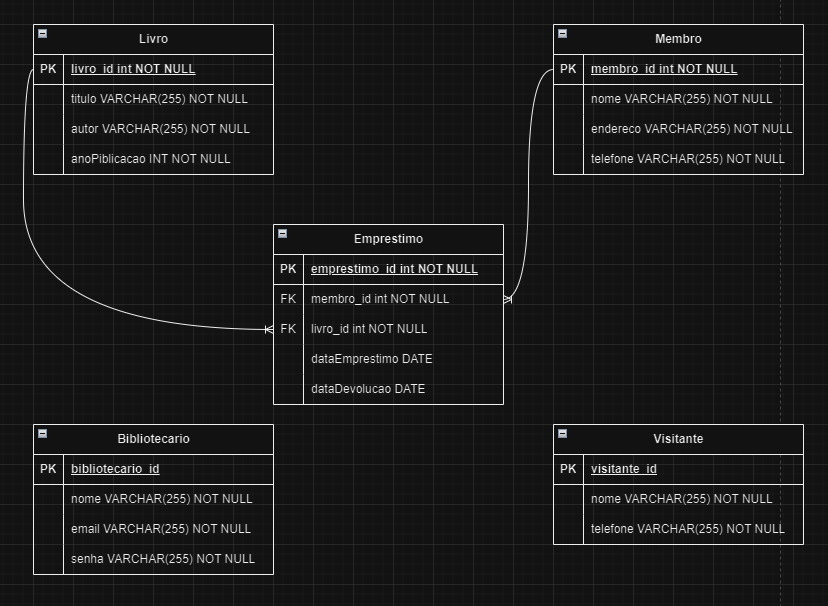 Livro
PK livro_id int NOT NULL
titulo VARCHAR(255) NOT NULL
autor VARCHAR(255) NOT NULL
anoPiblicacao INT NOT NULL
Membro
PK membro_id int NOT NULL
nome VARCHAR(255) NOT NULL
endereco VARCHAR(255) NOT NULL
telefone VARCHAR(255) NOT NULL
Emprestimo
PK emprestimo_id int NOT NULL
FK membro_id int NOT NULL
FK livro_id int NOT NULL
dataEmprestimo DATE
dataDevolucao DATE
Bibliotecario
PK bibliotecario_id
nome VARCHAR(255) NOT NULL
email VARCHAR(255) NOT NULL
senha VARCHAR(255) NOT NULL
Visitante
PK visitante_id
nome VARCHAR(255) NOT NULL
telefone VARCHAR(255) NOT NULL